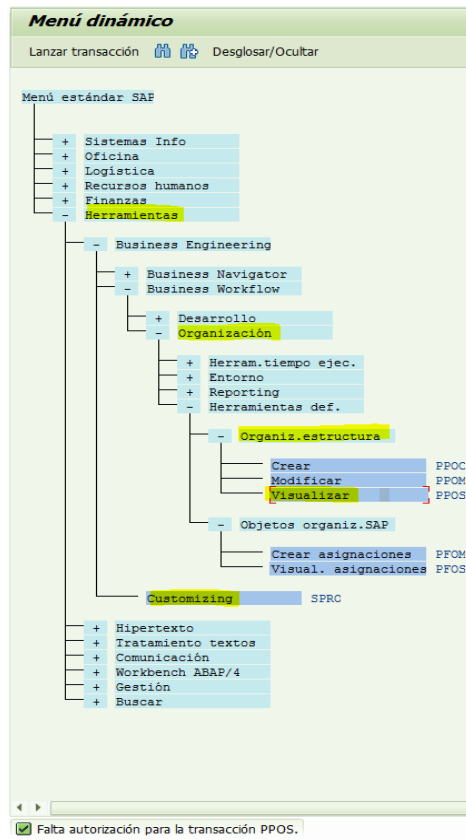 Menú dinámico
Lanzar transacción Desglosar/Ocultar
Menú estándar SAP
+ Sistemas Info
+ Oficina
+ Logística
+ Recursos humanos
+ Finanzas
- Herramientas
- Business Engineering
+ Business Navigator
- Business Workflow
+ Desarrollo
- Organización
+ Herram.tiempo ejec.
+ Entorno
+ Reporting
- Herramientas def.
- Organiz.estructura
Crear PPOC
Modificar PPOM
Visualizar PPOS
- Objetos organiz.SAP
Crear asignaciones PFOM
Visual. asignaciones PFOS
Customizing SPRC
+ Hipertexto
+ Tratamiento textos
+ Comunicación
+ Workbench ABAP/4
+ Gestión
+ Buscar
Falta autorización para la transacción PPOS.